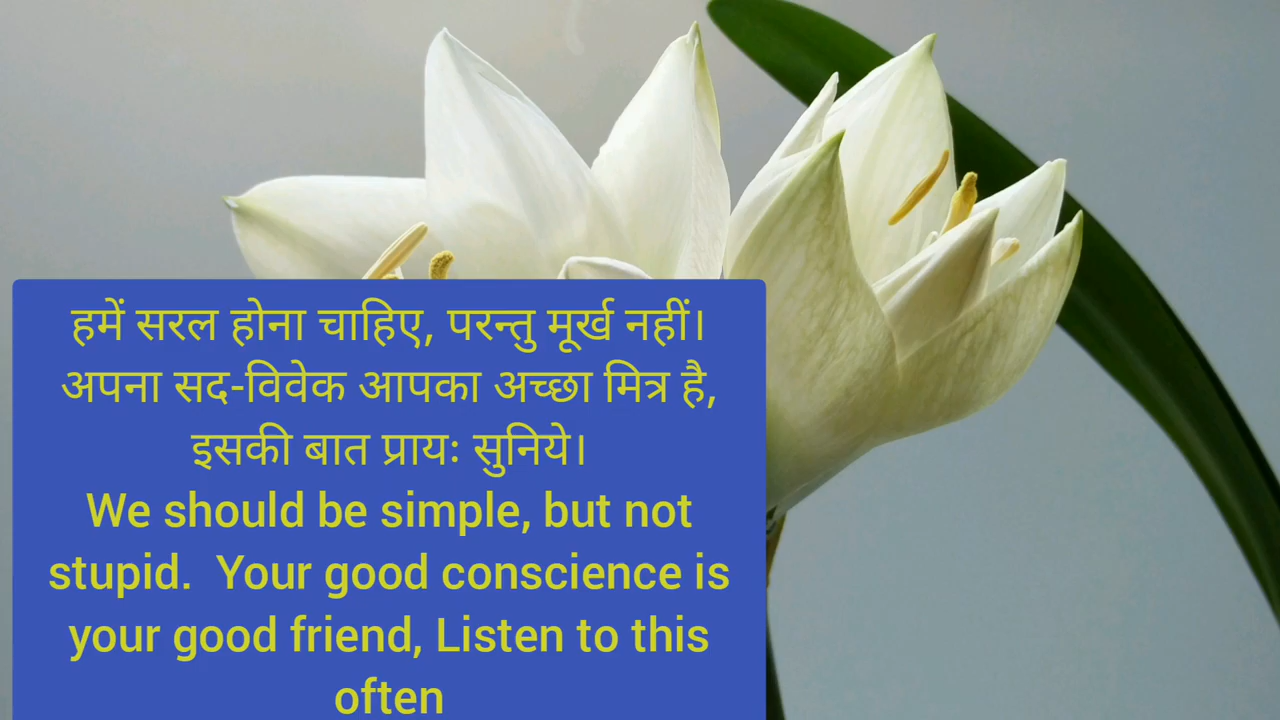 हमें सरल होना चाहिए, परन्तु मूर्ख नहीं।
अपना सद-विवेक आपका अच्छा मित्र है,
इसकी बात प्रायः सुनिये।
We should be simple, but not
stupid.  Your good conscience is
your good friend, Listen to this
often